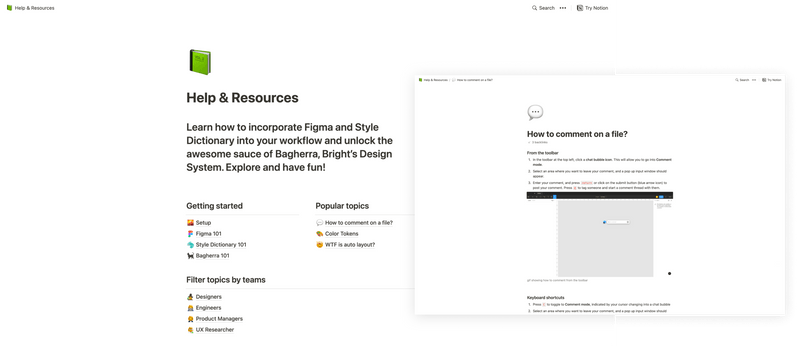 Help & Resources
Search ••• Try Notion
Help & Resources
Learn how to incorporate Figma and Style
Dictionary into your workflow and unlock the
awesome sauce of Bagherra, Bright's Design
System. Explore and have fun!
Getting started
Setup
Figma 101
Style Dictionary 101
Bagherra 101
Popular topics
How to comment on a file?
Color Tokens
WTF is auto layout?
Filter topics by teams
Designers
Engineers
Product Managers
UX Researcher
Help & Resources / How to comment on a file?
Search ••• Try Notion
How to comment on a file?
From the toolbar
1. In the toolbar at the top left, click a chat bubble icon. This will allow you to go into Comment
mode.
2. Select an area where you want to leave your comment, and a pop up input window should
appear.
3. Enter your comment, and press or click on the submit button (blue arrow icon) to
post your comment. Press @ to tag someone and start a comment thread with them.
Keyboard shortcuts
1. Press C to toggle to Comment mode, indicated by your cursor changing into a chat bubble
2. Select an area where you want to leave your comment, and a pop up input window should